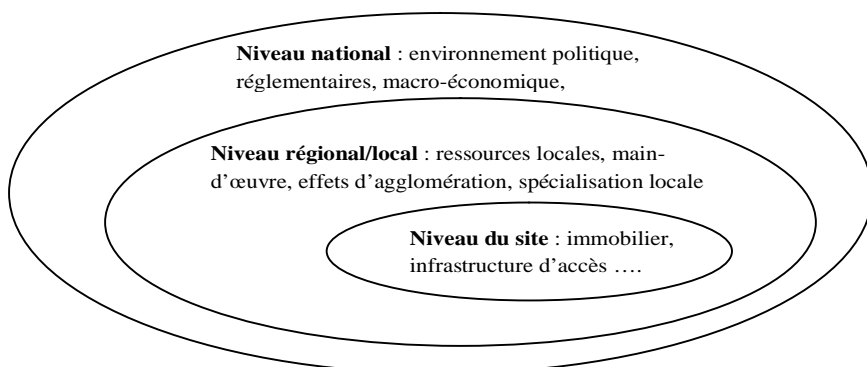 Niveau national : environnement politique,
réglementaires, macro-économique,
Niveau régional/local : ressources locales, main-
d’œuvre, effets d’agglomération, spécialisation locale
Niveau du site : immobilier,
infrastructure d’accès ….